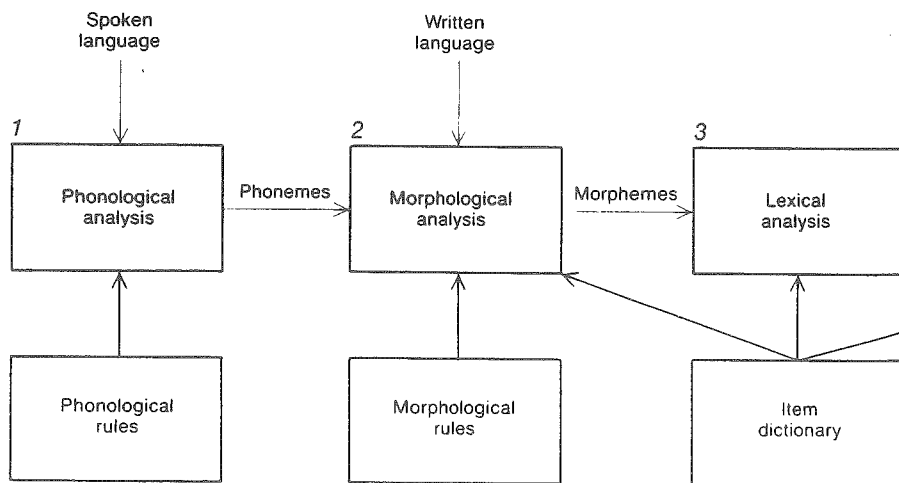 Spoken
language
Written
language
1
2
3
Phonological
analysis
Phonemes
Morphological
analysis
Morphemes
Lexical
analysis
Phonological
rules
Morphological
rules
Item
dictionary